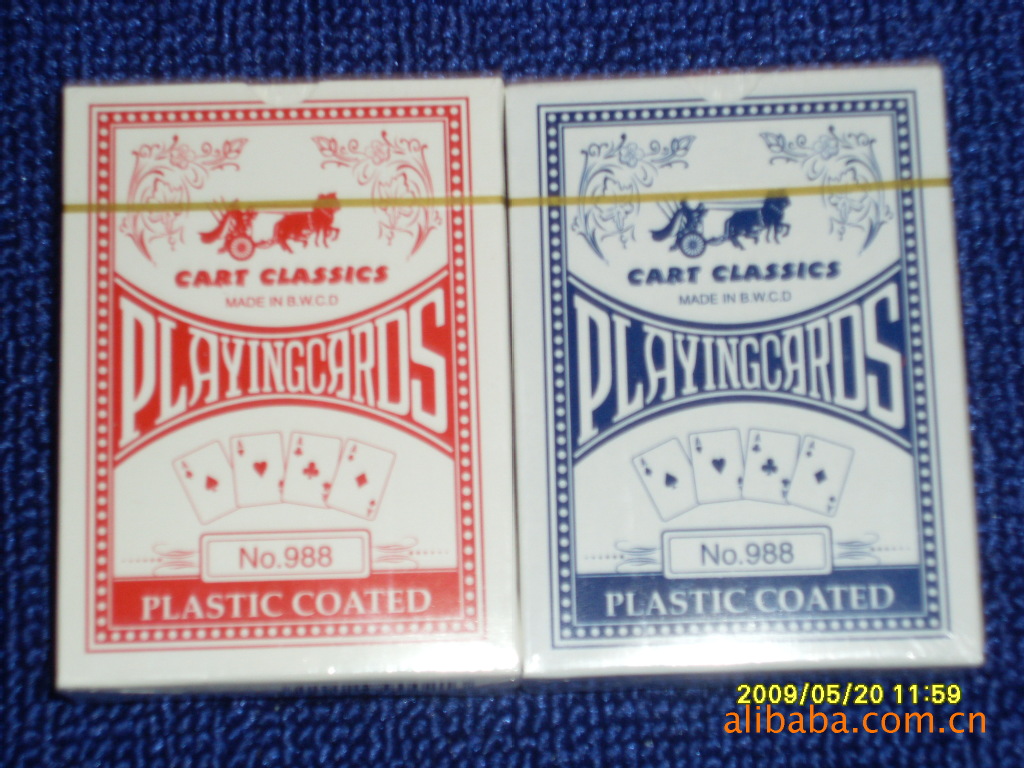 CART CLASSICS
MADE IN B.W.C.D
PLAYINGCARDS
No.988
PLASTIC COATED
CART CLASSICS
MADE IN B.W.C.D
PLAYINGCARDS
No.988
PLASTIC COATED
2009/05/20 11:59
alibaba.com.cn